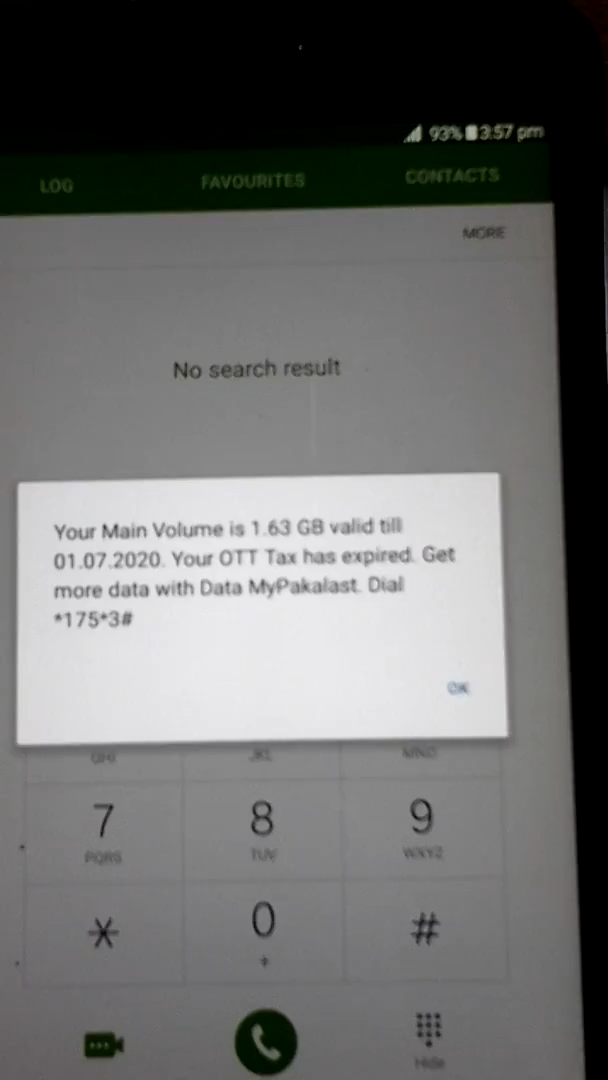 93% 3:57 pm
LOG FAVOURITES CONTACTS
MORE
No search result
Your Main Volume is 1.63 GB valid till
01.07.2020. Your OTT Tax has expired. Get
more data with Data MyPakalast. Dial
*175*3#
OK
GHI JKL MNO
7 8 9
PQRS TUV WXYZ
* 0 #
+
Hide